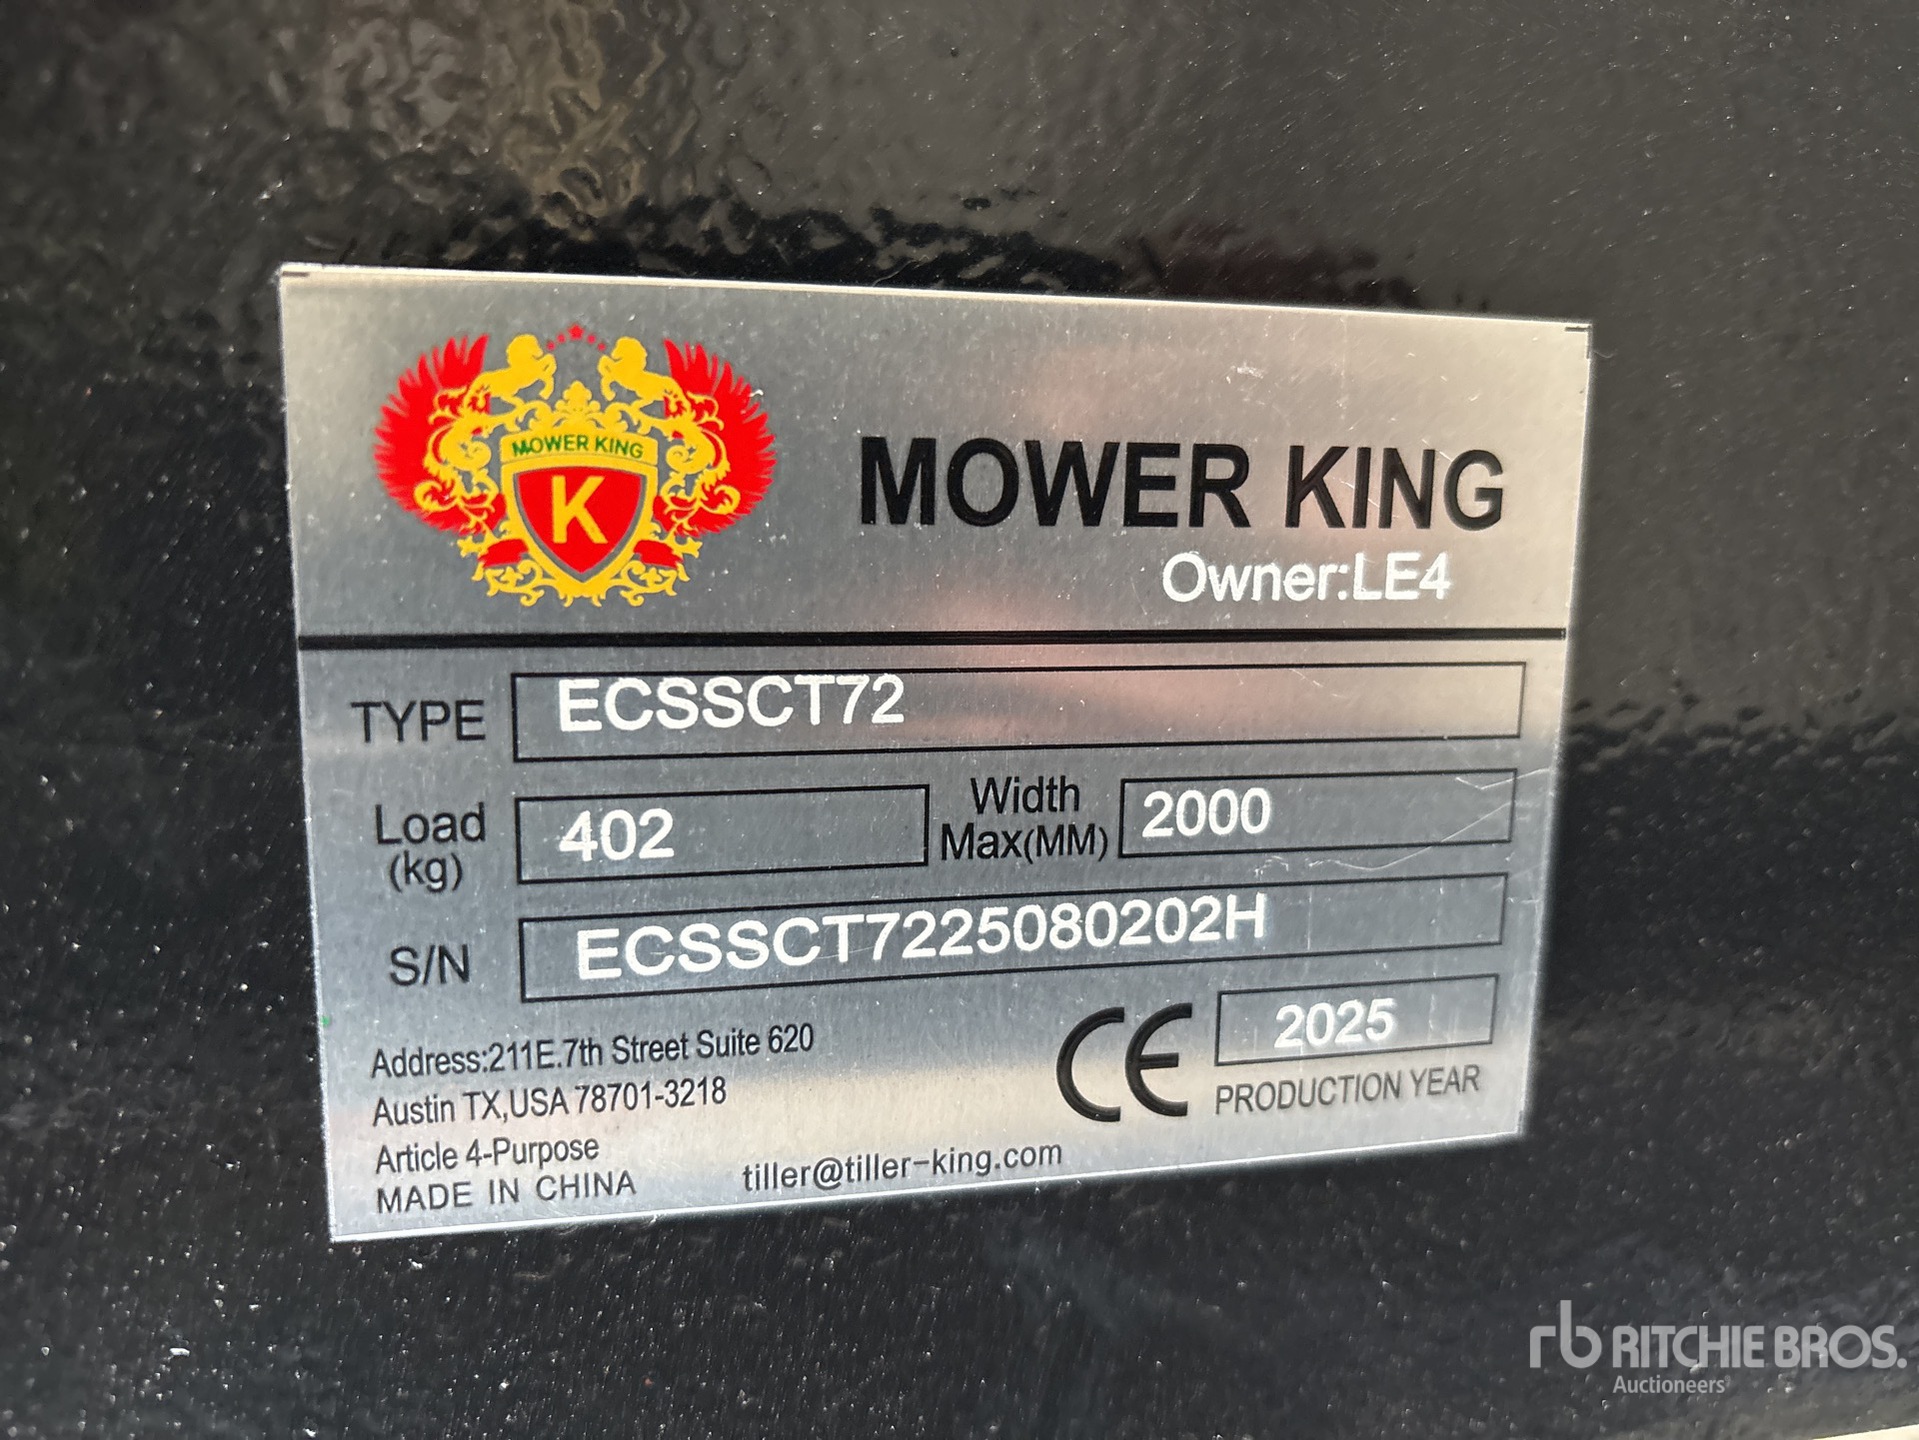 MOWER KING
K
MOWER KING
Owner:LE4
TYPE ECSSCT72
Load (kg) 402 Width Max(MM) 2000
S/N ECSSCT7225080202H
Address:211E.7th Street Suite 620
Austin TX,USA 78701-3218
Article 4-Purpose
MADE IN CHINA
tiller@tiller-king.com
CE
2025
PRODUCTION YEAR
rb RITCHIE BROS.
Auctioneers